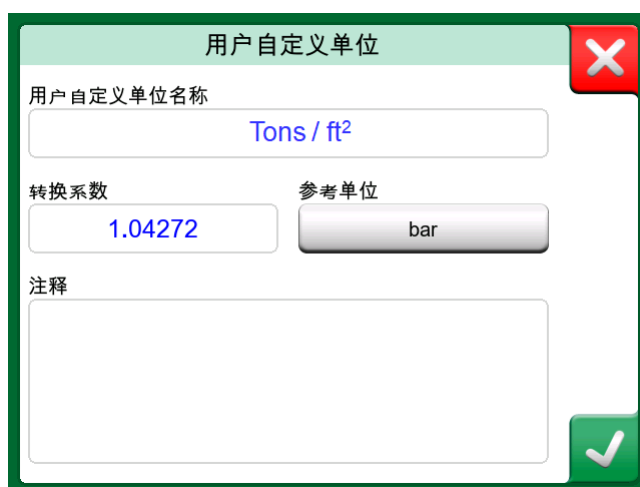 用户自定义单位
用户自定义单位名称
Tons / ft²
转换系数
参考单位
1.04272
bar
注释